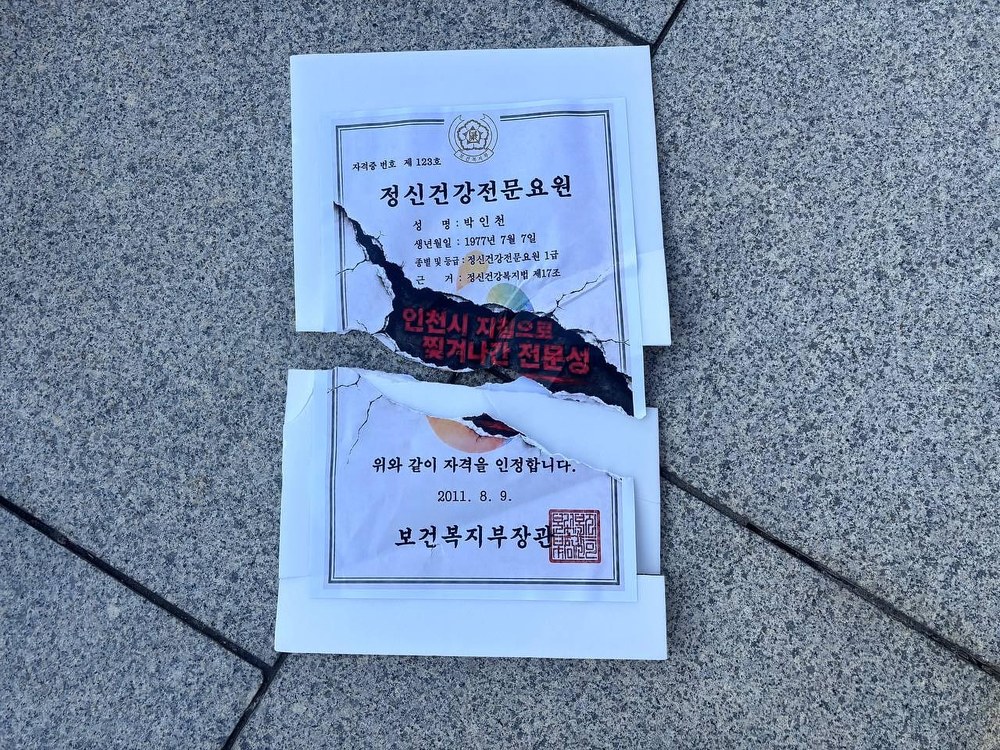 자격증 번호 제 123호
정신건강전문요원
성 명 : 박인천
생년월일 : 1977년 7월 7일
종별 및 등급 : 정신건강전문요원 1급
근 거 : 정신건강복지법 제17조
인천시 지침으로
찢겨나간 전문성
위와 같이 자격을 인정합니다.
2011. 8. 9.
보건복지부장관